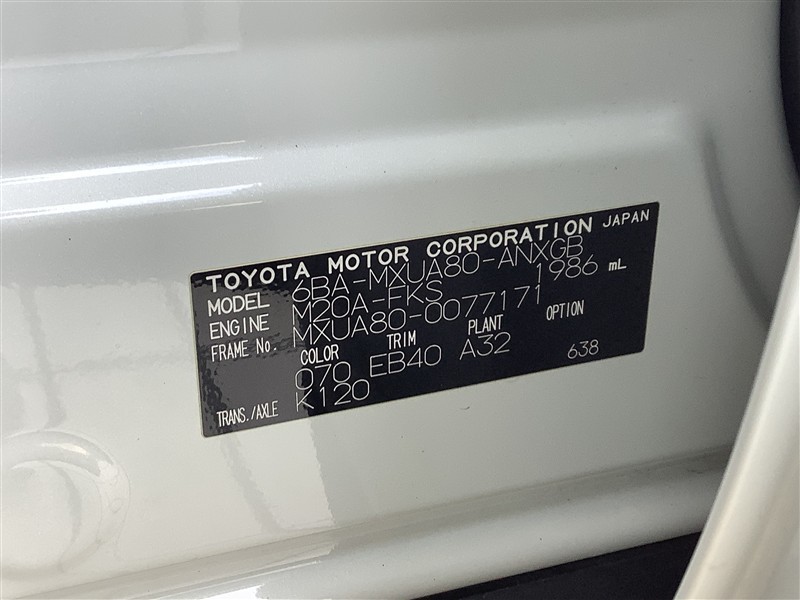 TOYOTA MOTOR CORPORATION JAPAN
MODEL 6BA-MXUA80-ANXGB
ENGINE M20A-FKS 1986 mL
FRAME No. MXUA80-0077171
COLOR TRIM PLANT OPTION
070 EB40 A32 638
TRANS./AXLE K120